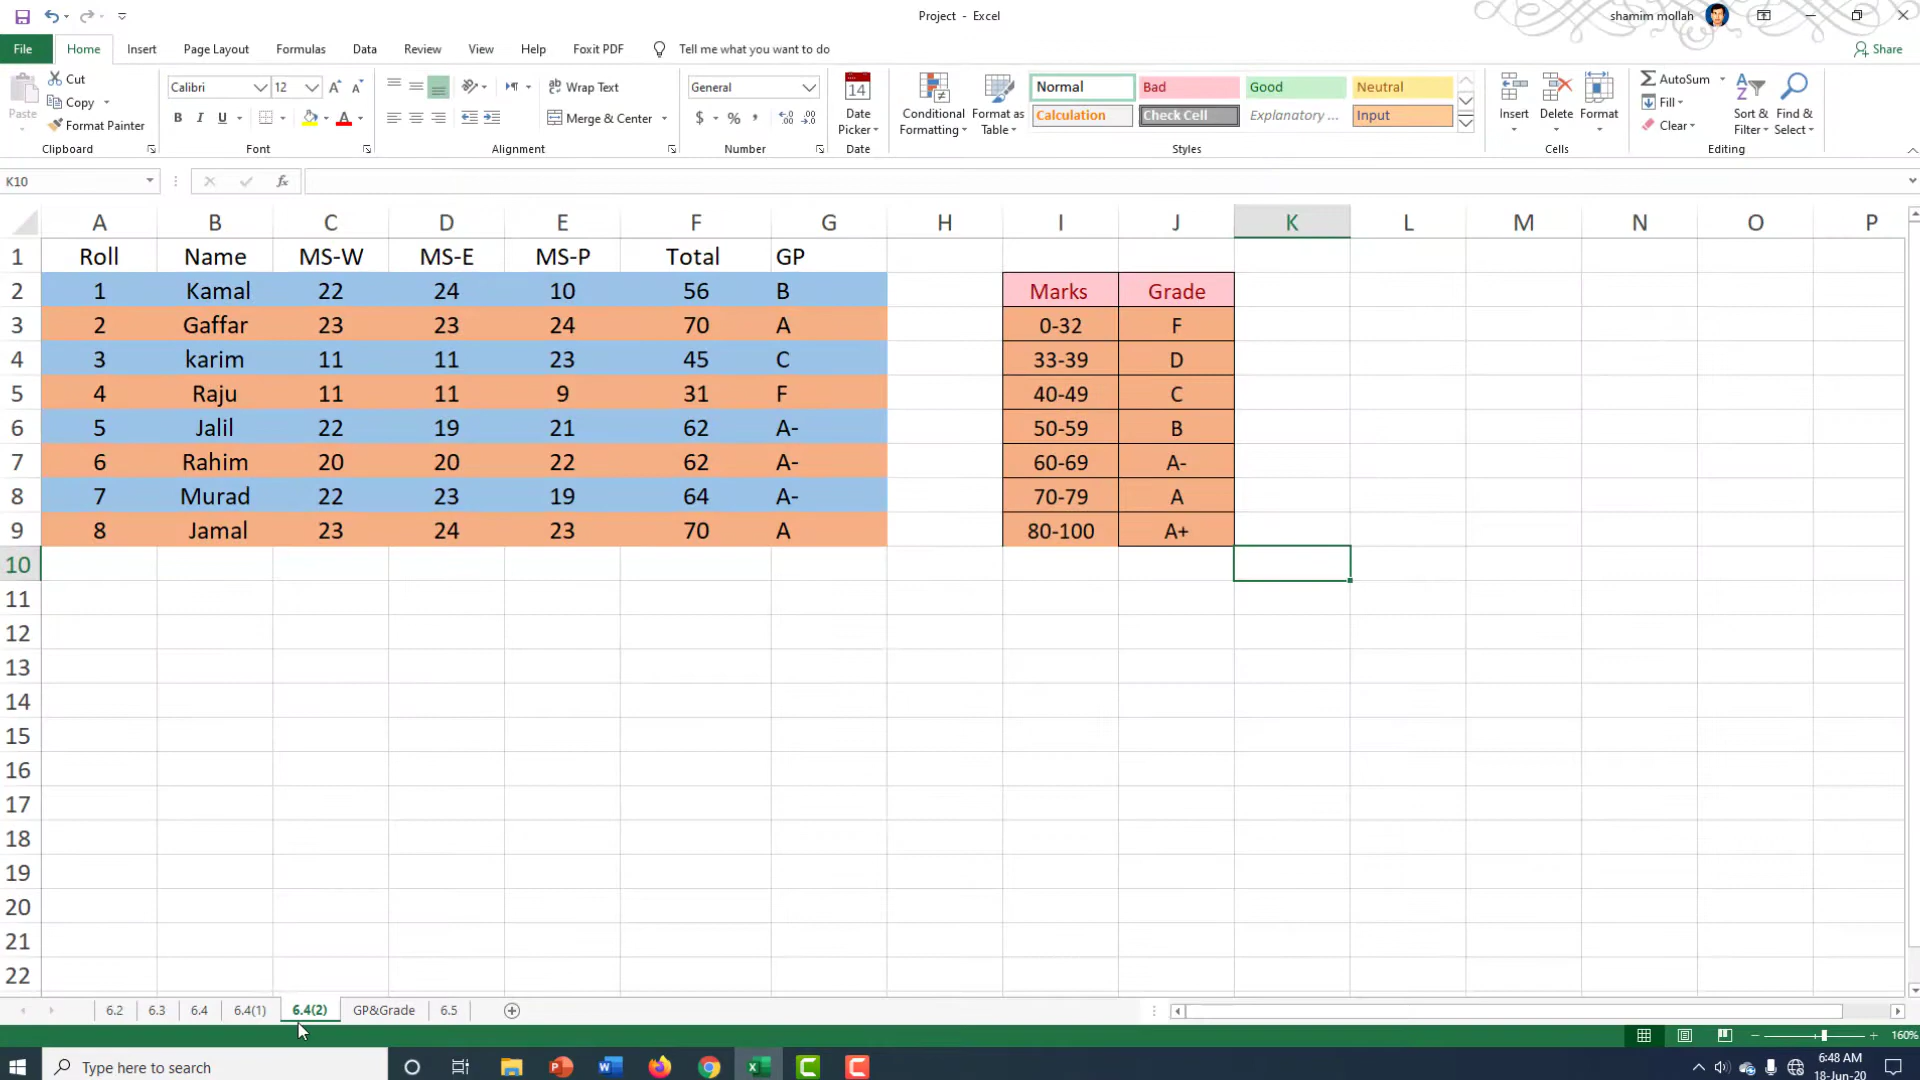 Project - Excel
shamim mollah
File Home Insert Page Layout Formulas Data Review View Help Foxit PDF Tell me what you want to do Share
Paste Cut
Copy
Format Painter
Clipboard
Calibri 12
B I U
Font
Wrap Text
Merge & Center
Alignment
General
$ % ,
Number
14
Date Picker
Date
Conditional Formatting
Format as Table
Normal Bad Good Neutral
Calculation Check Cell Explanatory ... Input
Styles
Insert Delete Format
Cells
AutoSum
Fill
Clear
Sort & Filter
Find & Select
Editing
K10
fx
A B C D E F G H I J K L M N O P
1 Roll Name MS-W MS-E MS-P Total GP
2 1 Kamal 22 24 10 56 B Marks Grade
3 2 Gaffar 23 23 24 70 A 0-32 F
4 3 karim 11 11 23 45 C 33-39 D
5 4 Raju 11 11 9 31 F 40-49 C
6 5 Jalil 22 19 21 62 A- 50-59 B
7 6 Rahim 20 20 22 62 A- 60-69 A-
8 7 Murad 22 23 19 64 A- 70-79 A
9 8 Jamal 23 24 23 70 A 80-100 A+
10
11
12
13
14
15
16
17
18
19
20
21
22
6.2 6.3 6.4 6.4(1) 6.4(2) GP&Grade 6.5
160%
Type here to search
6:48 AM
18-Jun-20